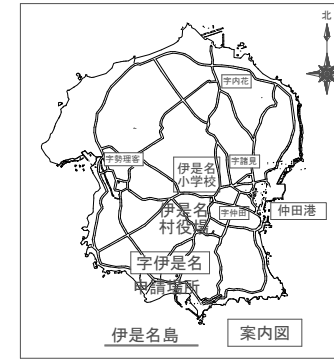 北
字内花
字勢理客
字諸見
伊是名
小学校
伊是名
村役場
字仲田
仲田港
字伊是名
申請場所
伊是名島
案内図